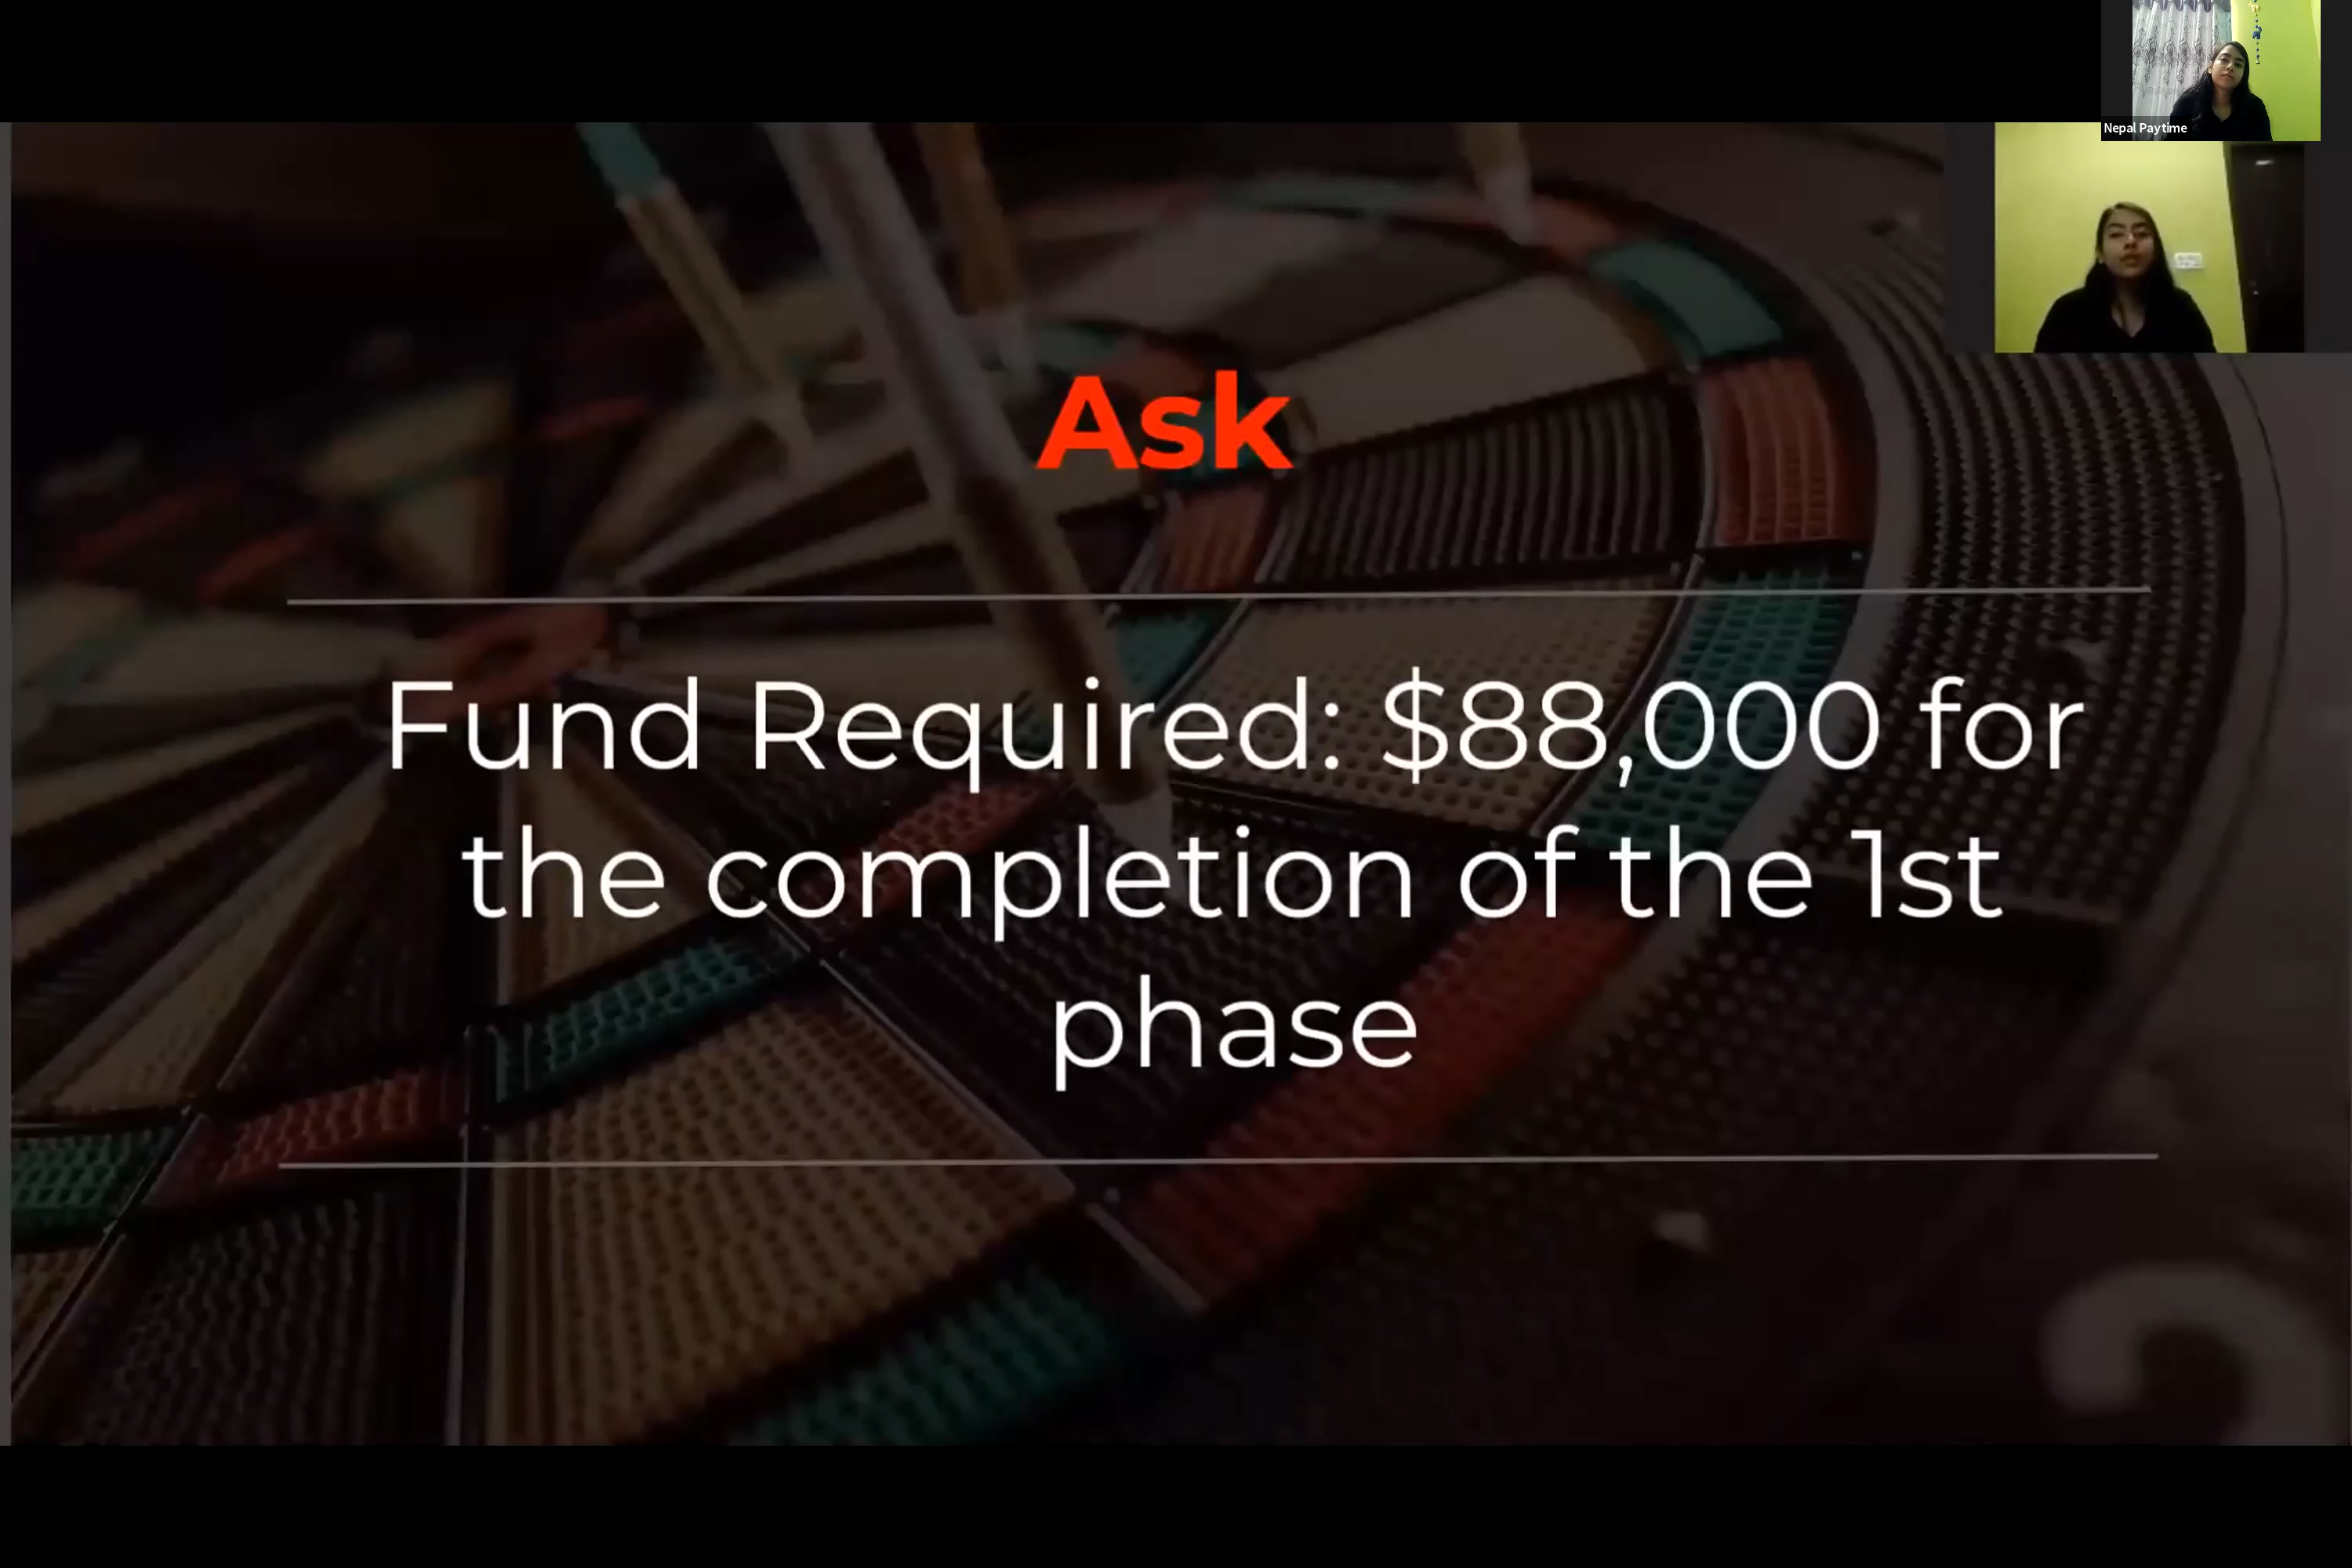 Nepal Paytime
Ask
Fund Required: $88,000 for
the completion of the 1st
phase